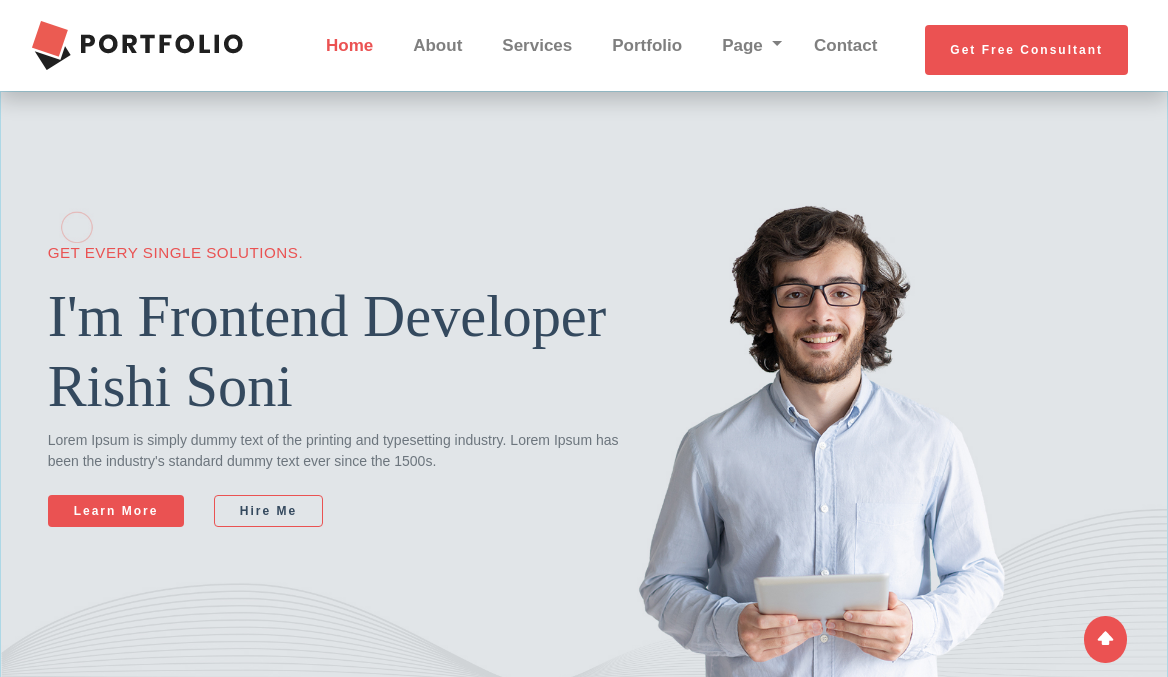 PORTFOLIO
Home
About
Services
Portfolio
Page
Contact
Get Free Consultant
GET EVERY SINGLE SOLUTIONS.
I'm Frontend Developer
Rishi Soni
Lorem Ipsum is simply dummy text of the printing and typesetting industry. Lorem Ipsum has
been the industry's standard dummy text ever since the 1500s.
Learn More
Hire Me